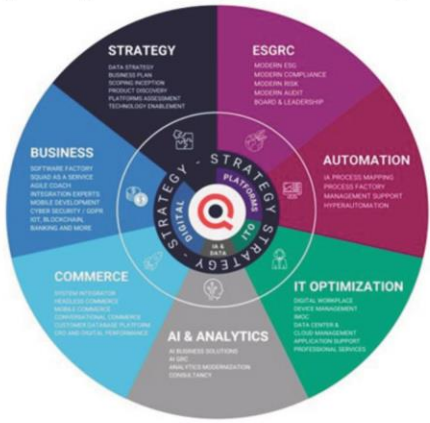 STRATEGY
DATA STRATEGY
BUSINESS PLAN
SCOPING INCEPTION
PRODUCT DISCOVERY
PLATFORMS ASSESSMENT
TECHNOLOGY ENABLEMENT
ESGRC
MODERN ESG
MODERN COMPLIANCE
MODERN RISK
MODERN AUDIT
BOARD & LEADERSHIP
BUSINESS
SOFTWARE FACTORY
SQUAD AS A SERVICE
AGILE COACH
INTEGRATION EXPERTS
MOBILE DEVELOPMENT
CYBER SECURITY / GDPR
IOT, BLOCKCHAIN,
BANKING AND MORE
AUTOMATION
IA PROCESS MAPPING
PROCESS FACTORY
MANAGEMENT SUPPORT
HYPERAUTOMATION
STRATEGY - STRATEGY
STRATEGY - STRATEGY
PLATFORMS
DIGITAL
IA &
DATA
COMMERCE
SYSTEM INTEGRATOR
HEADLESS COMMERCE
MOBILE COMMERCE
CONVERSATIONAL COMMERCE
CUSTOMER DATABASE PLATFORM
CRO AND DIGITAL PERFORMANCE
IT OPTIMIZATION
DIGITAL WORKPLACE
DEVICE MANAGEMENT
IMOC
DATA CENTER &
CLOUD MANAGEMENT
APPLICATION SUPPORT
PROFESSIONAL SERVICES
AI & ANALYTICS
AI BUSINESS SOLUTIONS
AI GRC
ANALYTICS MODERNIZATION
CONSULTANCY